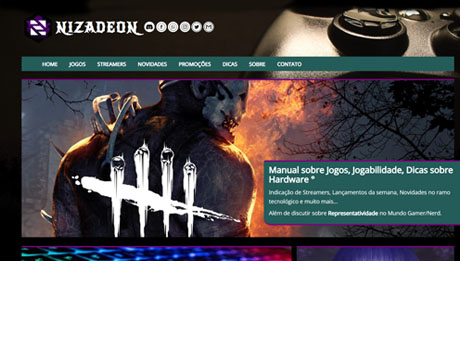 NIZADEON
HOME JOGOS STREAMERS NOVIDADES PROMOÇÕES DICAS SOBRE CONTATO
Manual sobre Jogos, Jogabilidade, Dicas sobre
Hardware *
Indicação de Streamers, Lançamentos da semana, Novidades no ramo
tecnológico e muito mais...
Além de discutir sobre Representatividade no Mundo Gamer/Nerd.